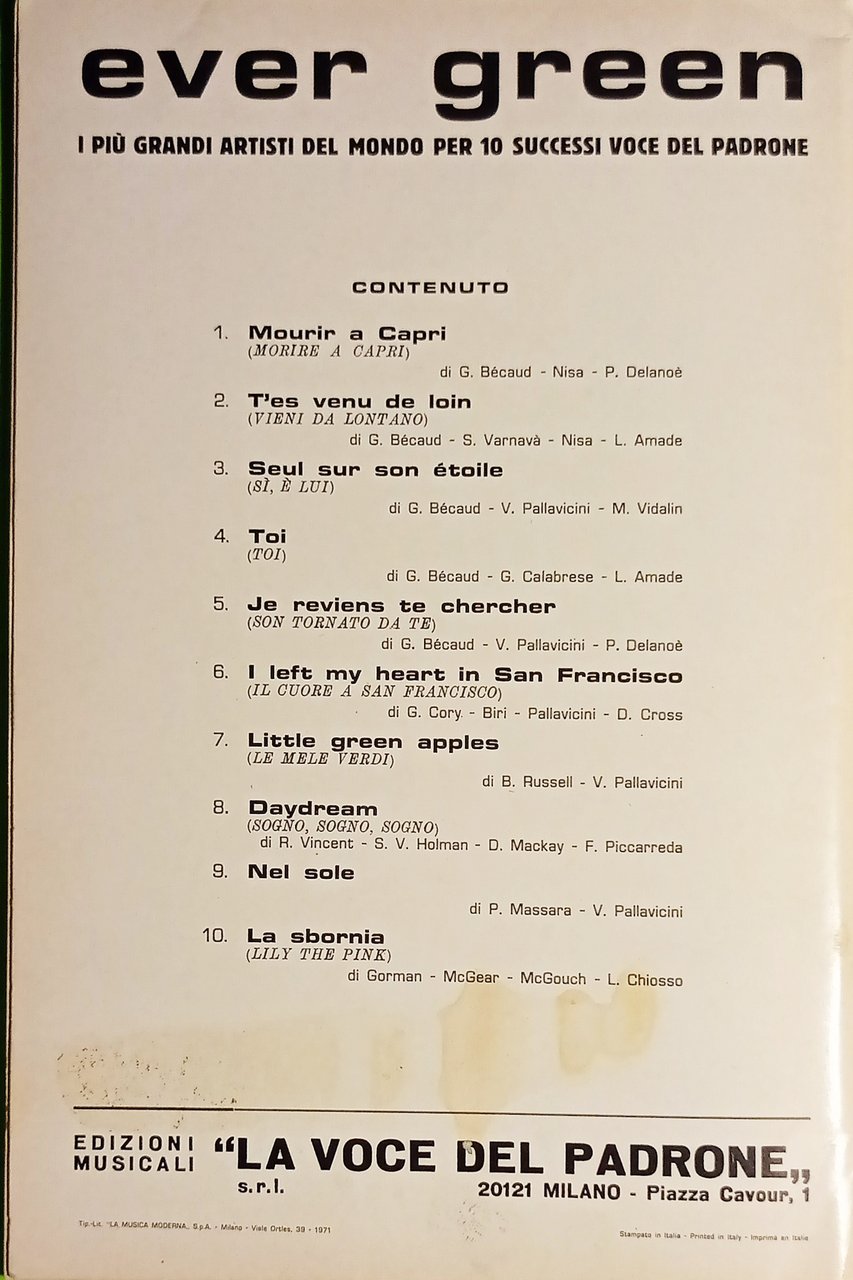 ever green
I PIÙ GRANDI ARTISTI DEL MONDO PER 10 SUCCESSI VOCE DEL PADRONE
CONTENUTO
1. Mourir a Capri
(MORIRE A CAPRI)
di G. Bécaud - Nisa - P. Delanoè
2. T'es venu de loin
(VIENI DA LONTANO)
di G. Bécaud - S. Varnavà - Nisa - L. Amade
3. Seul sur son étoile
(SÌ, È LUI)
di G. Bécaud - V. Pallavicini - M. Vidalin
4. Toi
(TOI)
di G. Bécaud - G. Calabrese - L. Amade
5. Je reviens te chercher
(SON TORNATO DA TE)
di G. Bécaud - V. Pallavicini - P. Delanoè
6. I left my heart in San Francisco
(IL CUORE A SAN FRANCISCO)
di G. Cory - Biri - Pallavicini - D. Cross
7. Little green apples
(LE MELE VERDI)
di B. Russell - V. Pallavicini
8. Daydream
(SOGNO, SOGNO, SOGNO)
di R. Vincent - S. V. Holman - D. Mackay - F. Piccarreda
9. Nel sole
di P. Massara - V. Pallavicini
10. La sbornia
(LILY THE PINK)
di Gorman - McGear - McGouch - L. Chiosso
EDIZIONI MUSICALI “LA VOCE DEL PADRONE„
s.r.l. 20121 MILANO - Piazza Cavour, 1
Tip.-Lit. "LA MUSICA MODERNA„ S.p.A. - Milano - Viale Ortles, 39 - 1971
Stampato in Italia - Printed in Italy - Imprimé en Italie